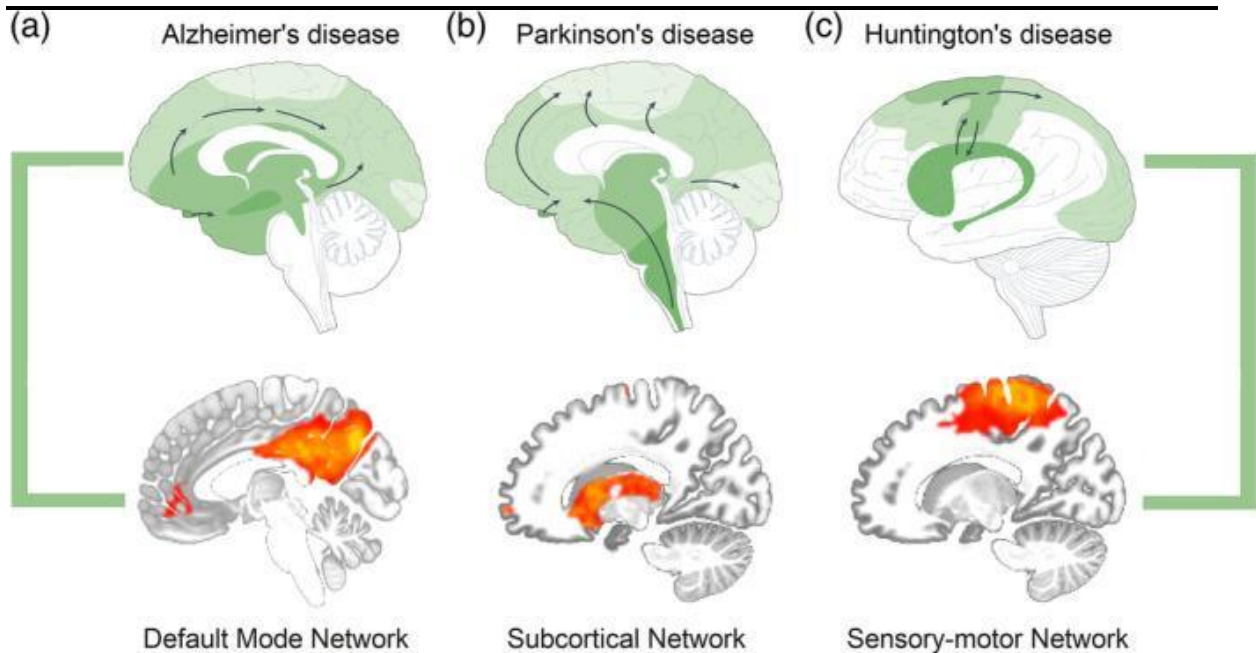 (a) Alzheimer's disease
(b) Parkinson's disease
(c) Huntington's disease
Default Mode Network
Subcortical Network
Sensory-motor Network